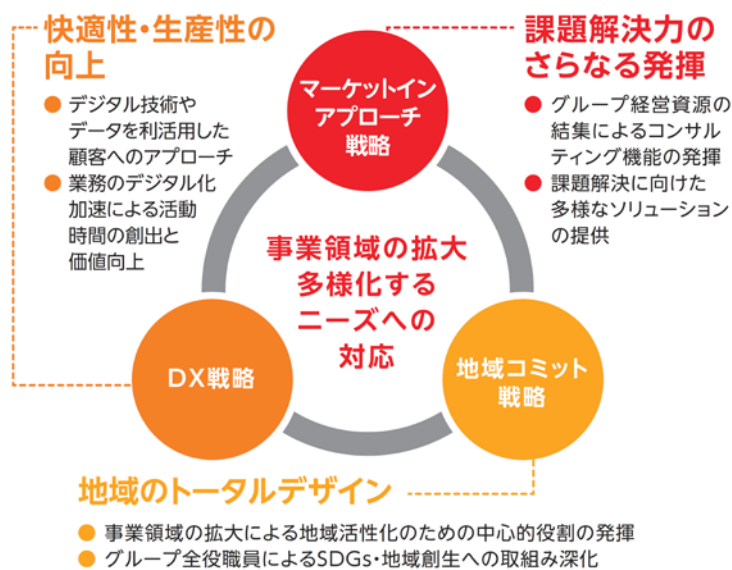 快適性・生産性の
向上
● デジタル技術や
データを利活用した
顧客へのアプローチ
● 業務のデジタル化
加速による活動
時間の創出と
価値向上
マーケットイン
アプローチ
戦略
課題解決力の
さらなる発揮
● グループ経営資源の
結集によるコンサル
ティング機能の発揮
● 課題解決に向けた
多様なソリューション
の提供
事業領域の拡大
多様化する
ニーズへの
対応
DX戦略
地域コミット
戦略
地域のトータルデザイン
● 事業領域の拡大による地域活性化のための中心的役割の発揮
● グループ全役職員によるSDGs・地域創生への取組み深化